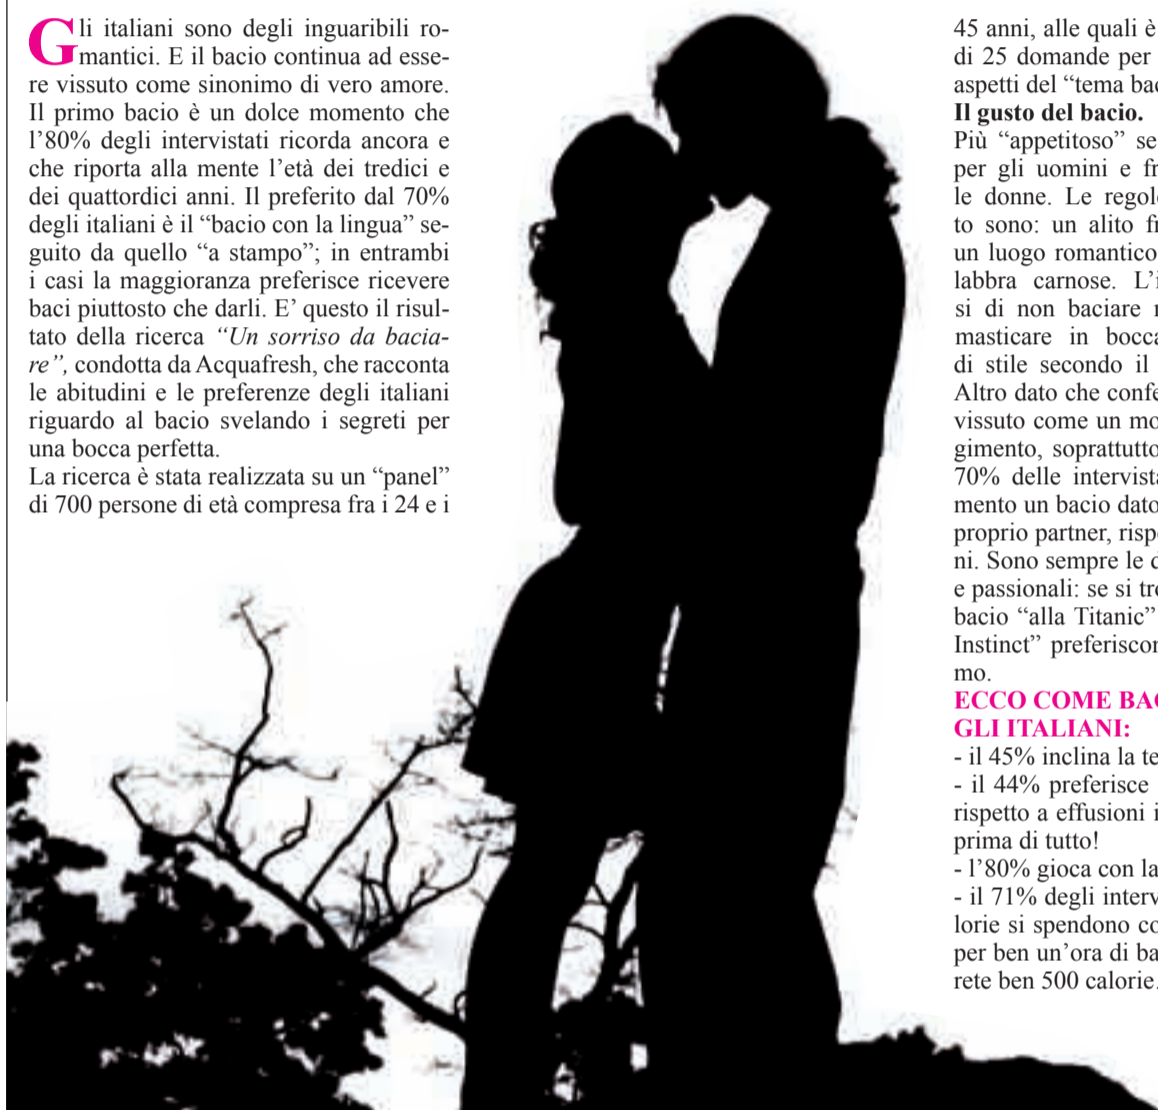 Gli italiani sono degli inguaribili ro-
mantici. E il bacio continua ad esse-
re vissuto come sinonimo di vero amore.
Il primo bacio è un dolce momento che
l’80% degli intervistati ricorda ancora e
che riporta alla mente l’età dei tredici e
dei quattordici anni. Il preferito dal 70%
degli italiani è il “bacio con la lingua” se-
guito da quello “a stampo”; in entrambi
i casi la maggioranza preferisce ricevere
baci piuttosto che darli. E’ questo il risul-
tato della ricerca “Un sorriso da bacia-
re”, condotta da Acquafresh, che racconta
le abitudini e le preferenze degli italiani
riguardo al bacio svelando i segreti per
una bocca perfetta.
La ricerca è stata realizzata su un “panel”
di 700 persone di età compresa fra i 24 e i
45 anni, alle quali è
di 25 domande per
aspetti del “tema bac
Il gusto del bacio.
Più “appetitoso” se
per gli uomini e fr
le donne. Le regole
to sono: un alito fr
un luogo romantico
labbra carnose. L’i
si di non baciare
masticare in bocca
di stile secondo il
Altro dato che confe
vissuto come un mo
gimento, soprattutto
70% delle intervista
mento un bacio dato
proprio partner, risp
ni. Sono sempre le d
e passionali: se si tro
bacio “alla Titanic”
Instinct” preferiscon
mo.
ECCO COME BAC
GLI ITALIANI:
- il 45% inclina la te
- il 44% preferisce
rispetto a effusioni i
prima di tutto!
- l’80% gioca con la
- il 71% degli interv
lorie si spendono co
per ben un’ora di ba
rete ben 500 calorie.